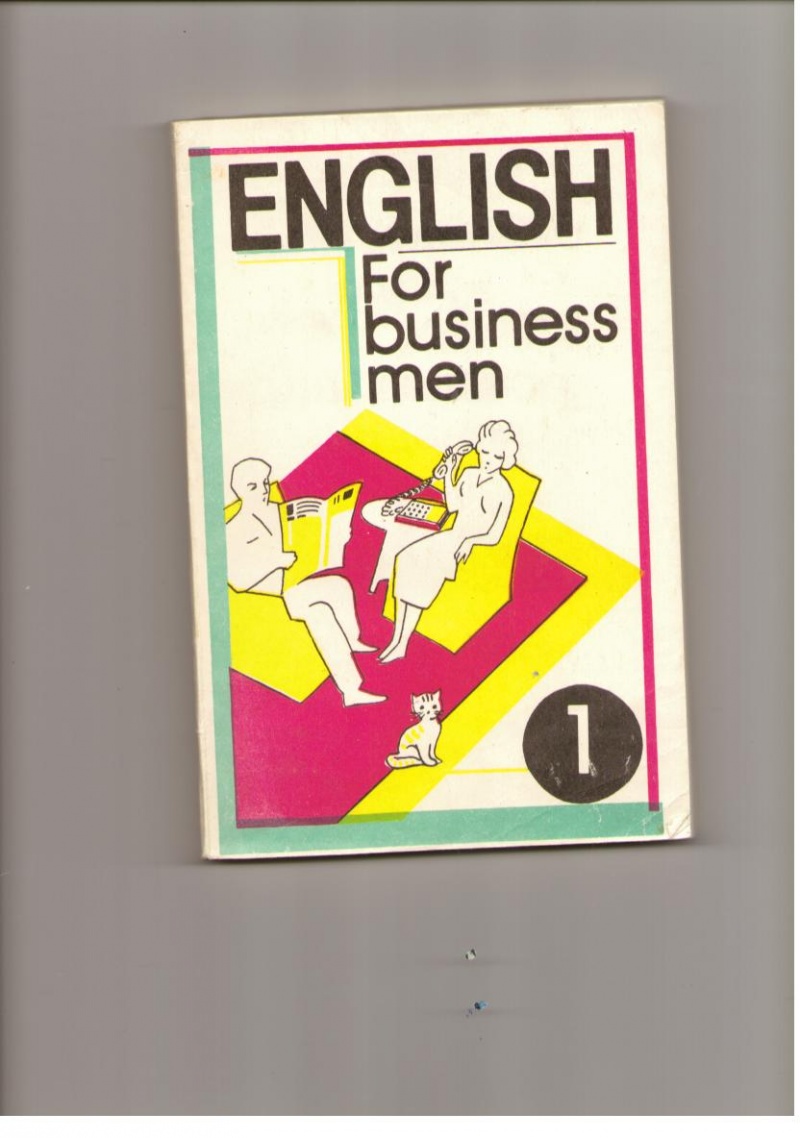 ENGLISH
For
business
men
1